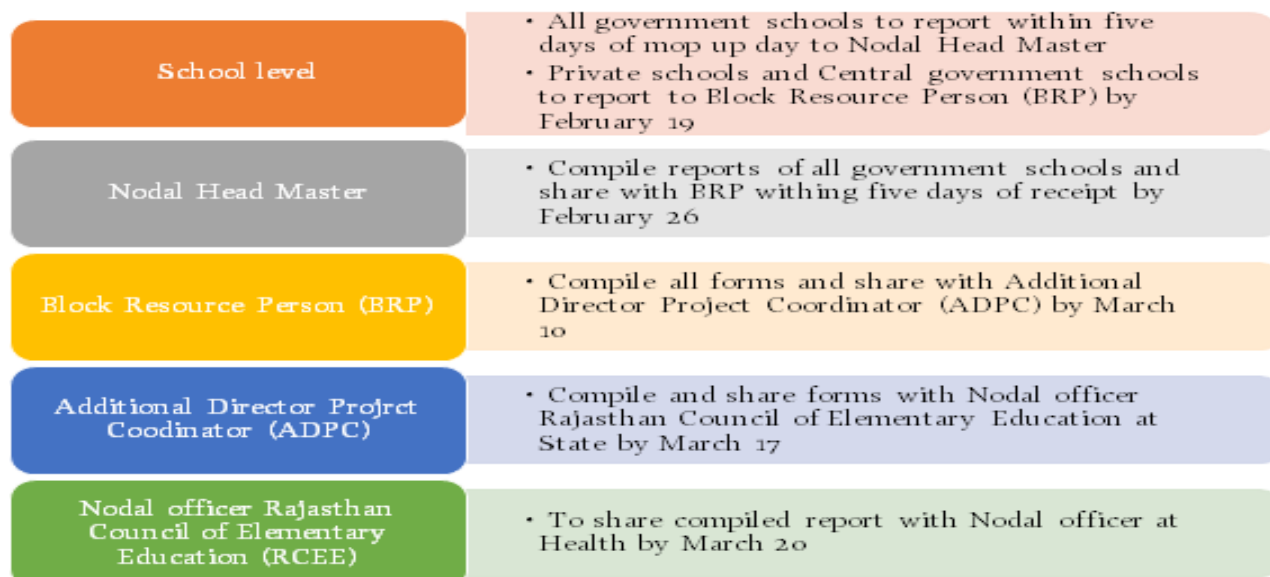 School level
• All government schools to report within five
days of mop up day to Nodal Head Master
• Private schools and Central government schools
to report to Block Resource Person (BRP) by
February 19
Nodal Head Master
• Compile reports of all government schools and
share with BRP withing five days of receipt by
February 26
Block Resource Person (BRP)
• Compile all forms and share with Additional
Director Project Coordinator (ADPC) by March
10
Additional Director Projrct
Coodinator (ADPC)
• Compile and share forms with Nodal officer
Rajasthan Council of Elementary Education at
State by March 17
Nodal officer Rajasthan
Council of Elementary
Education (RCEE)
• To share compiled report with Nodal officer at
Health by March 20